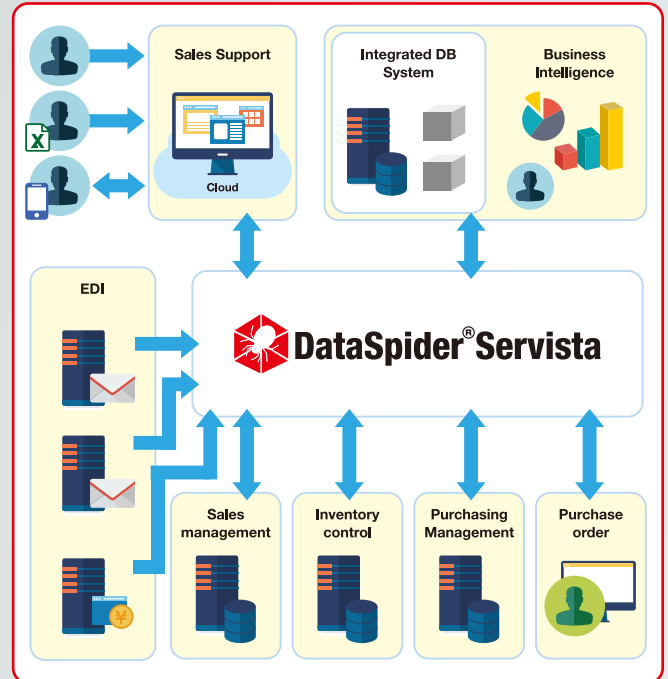 Sales Support
Cloud
X
Integrated DB
System
Business
Intelligence
EDI
¥
DataSpider® Servista
Sales
management
Inventory
control
Purchasing
Management
Purchase
order